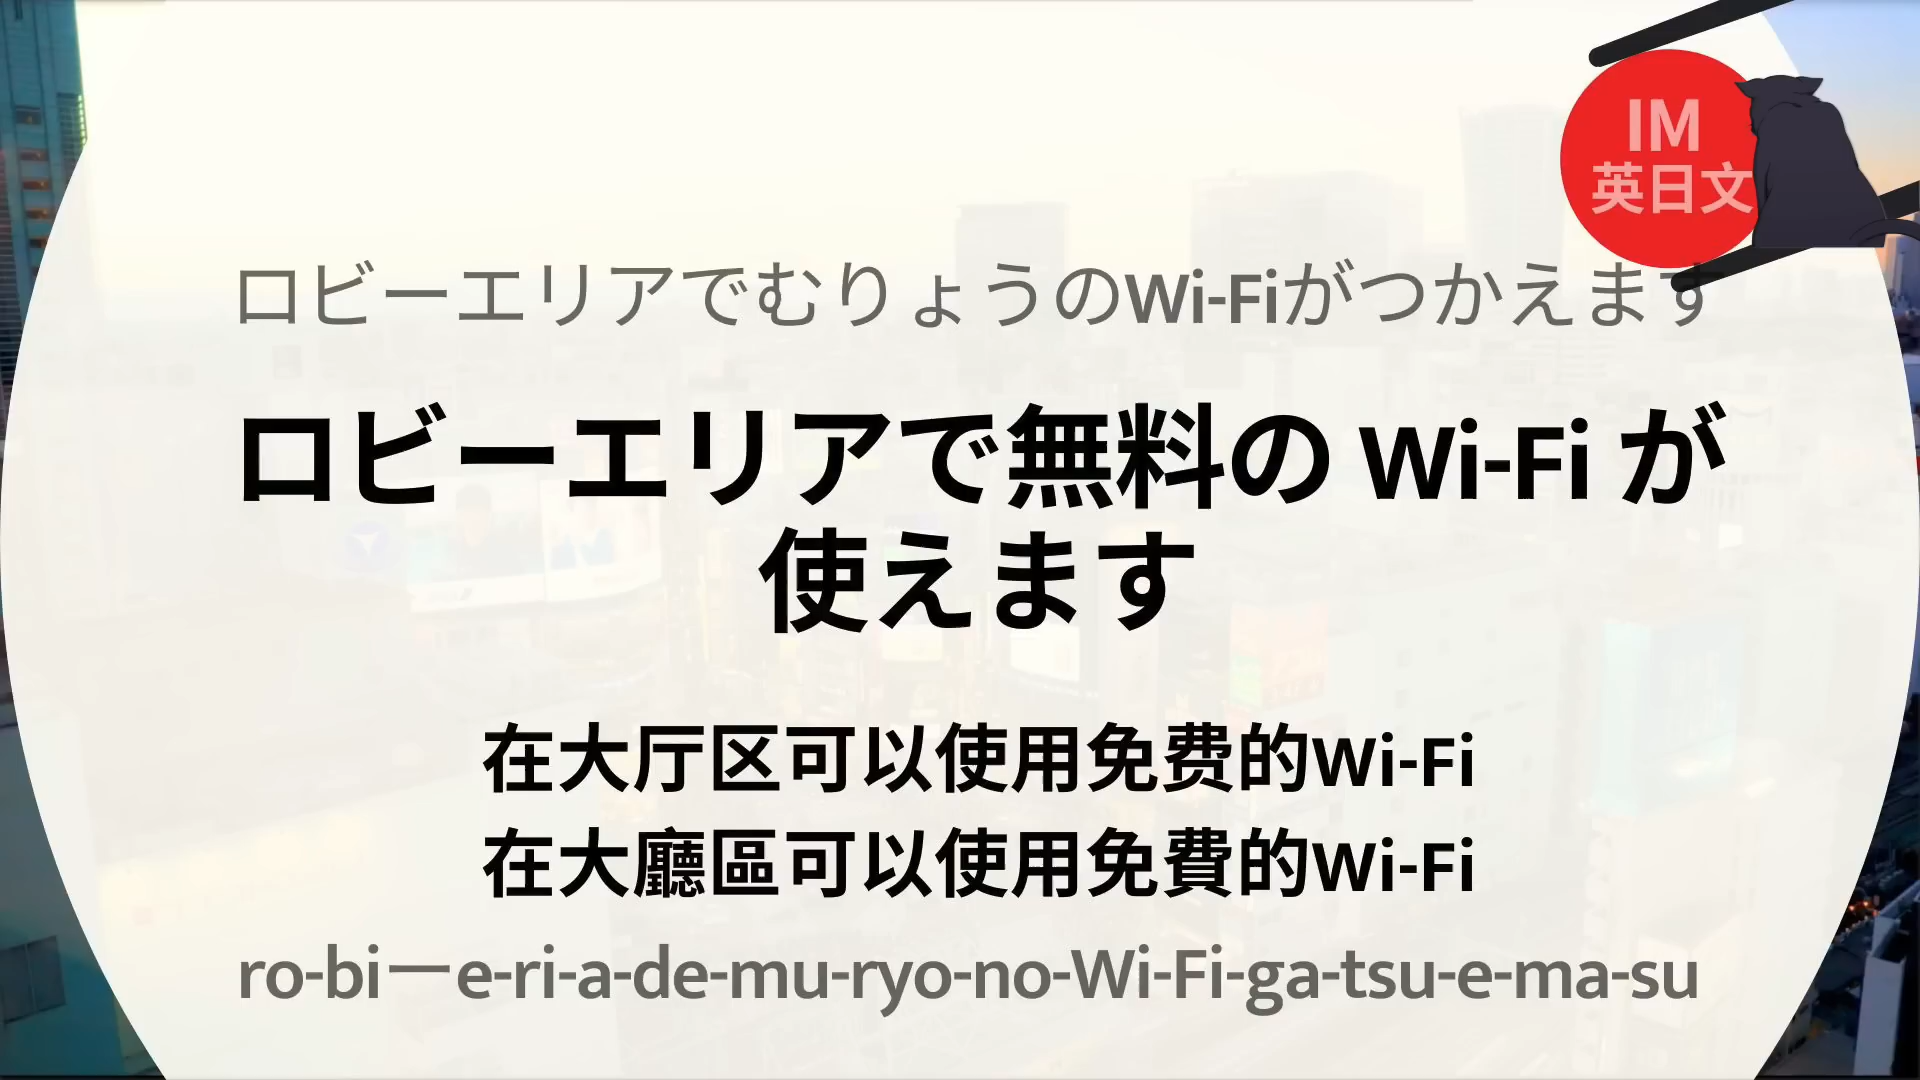 IM
英日文
ロビーエリアでむりょうのWi-Fiがつかえます
ロビーエリアで無料の Wi-Fi が
使えます
在大厅区可以使用免费的Wi-Fi
在大廳區可以使用免費的Wi-Fi
ro-biーe-ri-a-de-mu-ryo-no-Wi-Fi-ga-tsu-e-ma-su